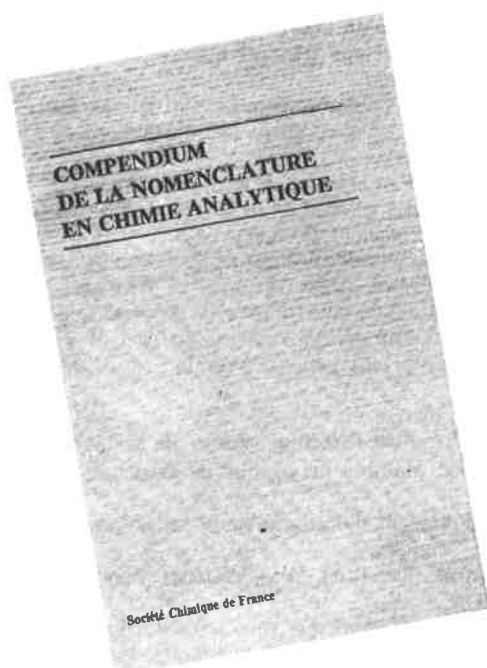 COMPENDIUM
DE LA NOMENCLATURE
EN CHIMIE ANALYTIQUE
Société Chimique de France